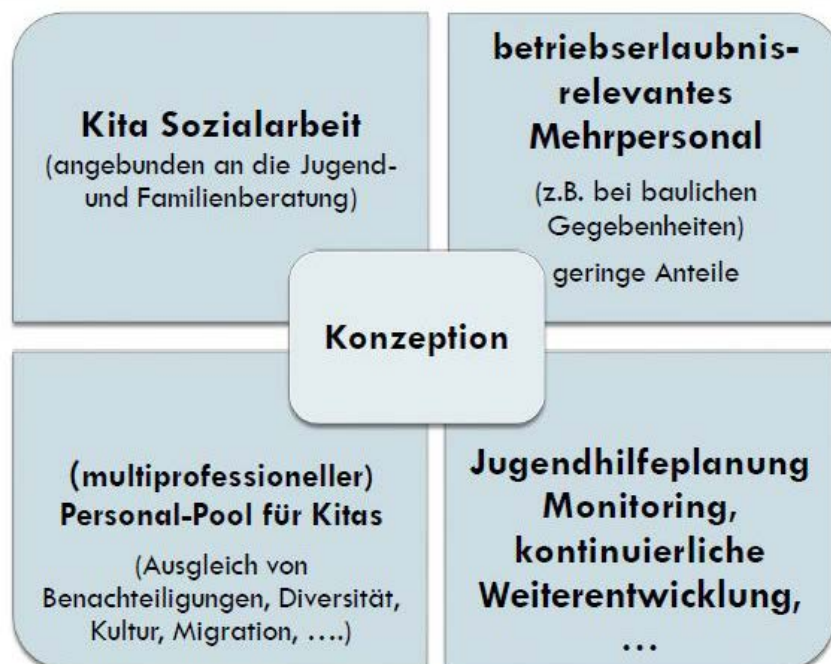 Kita Sozialarbeit
(angebunden an die Jugend-
und Familienberatung)
betriebserlaubnis-
relevantes
Mehrpersonal
(z.B. bei baulichen
Gegebenheiten)
geringe Anteile
Konzeption
(multiprofessioneller)
Personal-Pool für Kitas
(Ausgleich von
Benachteiligungen, Diversität,
Kultur, Migration, ....)
Jugendhilfeplanung
Monitoring,
kontinuierliche
Weiterentwicklung,
...